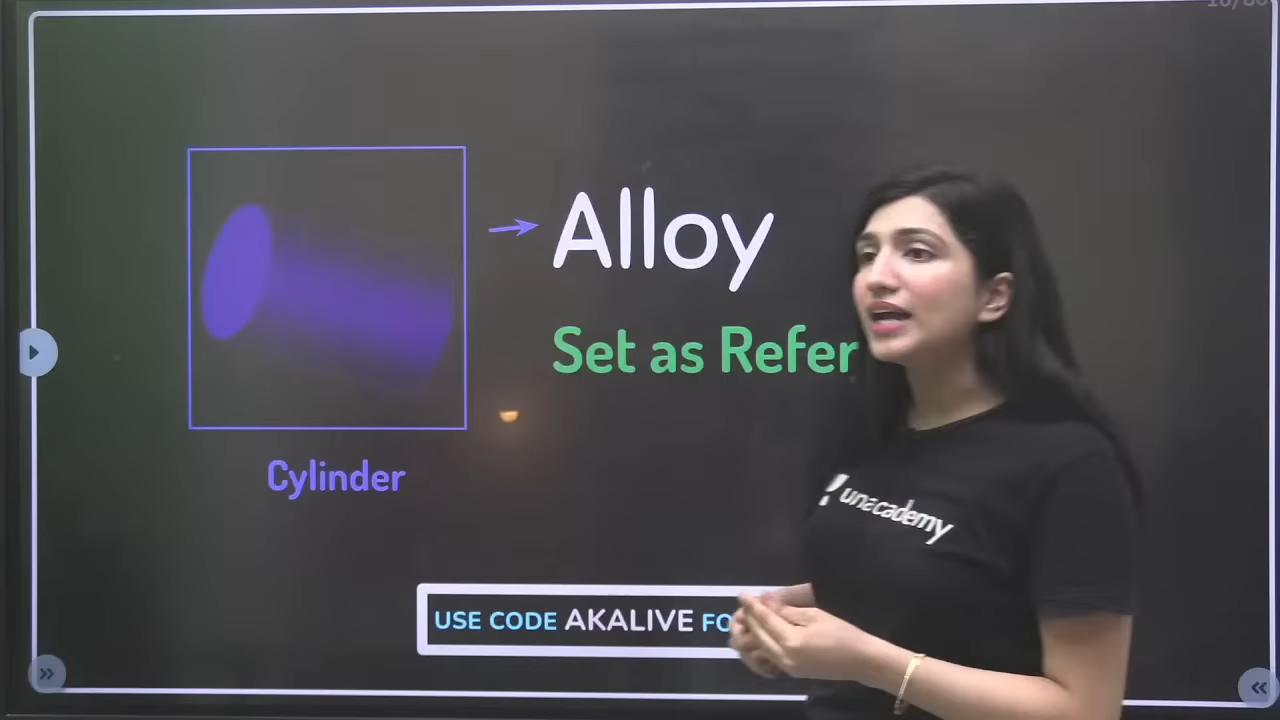 Alloy
Set as Refer
Cylinder
USE CODE AKALIVE FO
unacademy